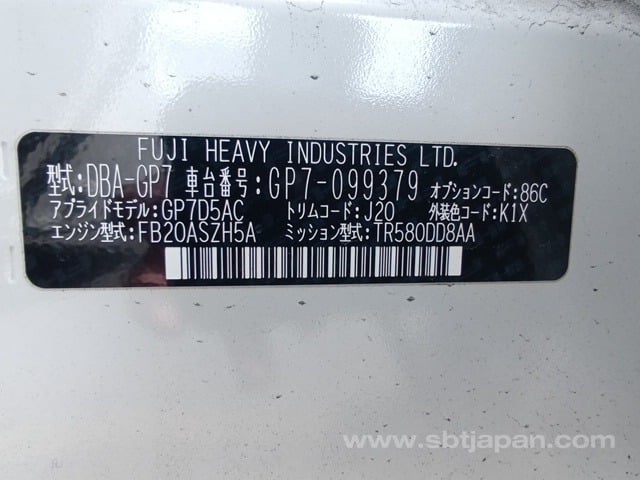 FUJI HEAVY INDUSTRIES LTD.
型式:DBA-GP7 車台番号:GP7-099379 オプションコード:86C
アプライドモデル:GP7D5AC トリムコード:J20 外装色コード:K1X
エンジン型式:FB20ASZH5A ミッション型式:TR580DD8AA
www.sbtjapan.com